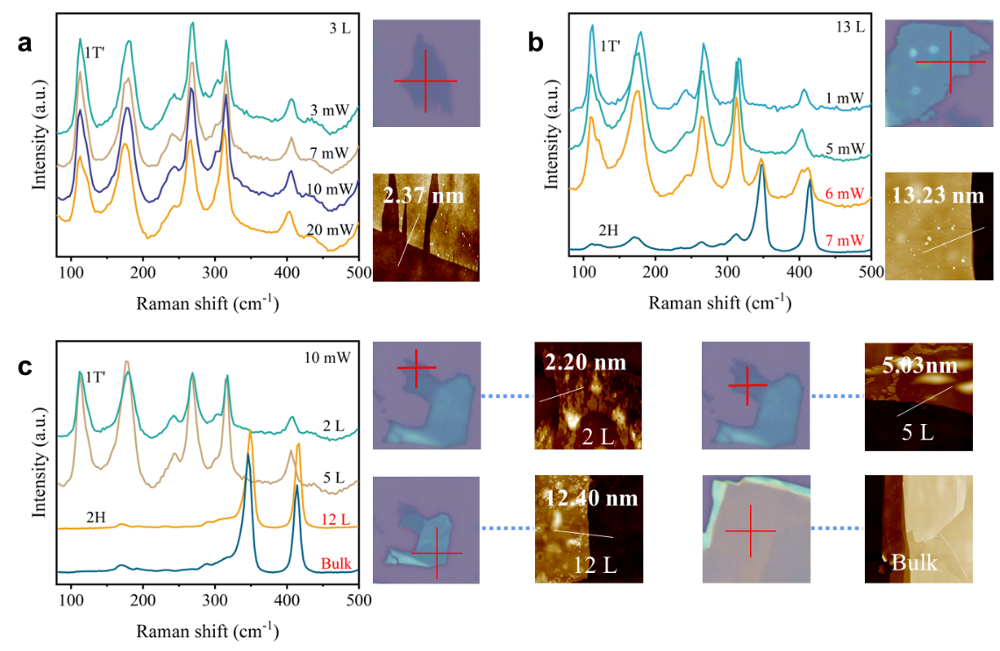 a
3 L
1T'
3 mW
7 mW
10 mW
20 mW
Intensity (a.u.)
100 200 300 400 500
Raman shift (cm⁻¹)
2.37 nm
b
13 L
1T'
1 mW
5 mW
6 mW
2H
7 mW
Intensity (a.u.)
100 200 300 400 500
Raman shift (cm⁻¹)
13.23 nm
c
10 mW
1T'
2 L
5 L
2H
12 L
Bulk
Intensity (a.u.)
100 200 300 400 500
Raman shift (cm⁻¹)
2.20 nm
2 L
5.03nm
5 L
12.40 nm
12 L
Bulk